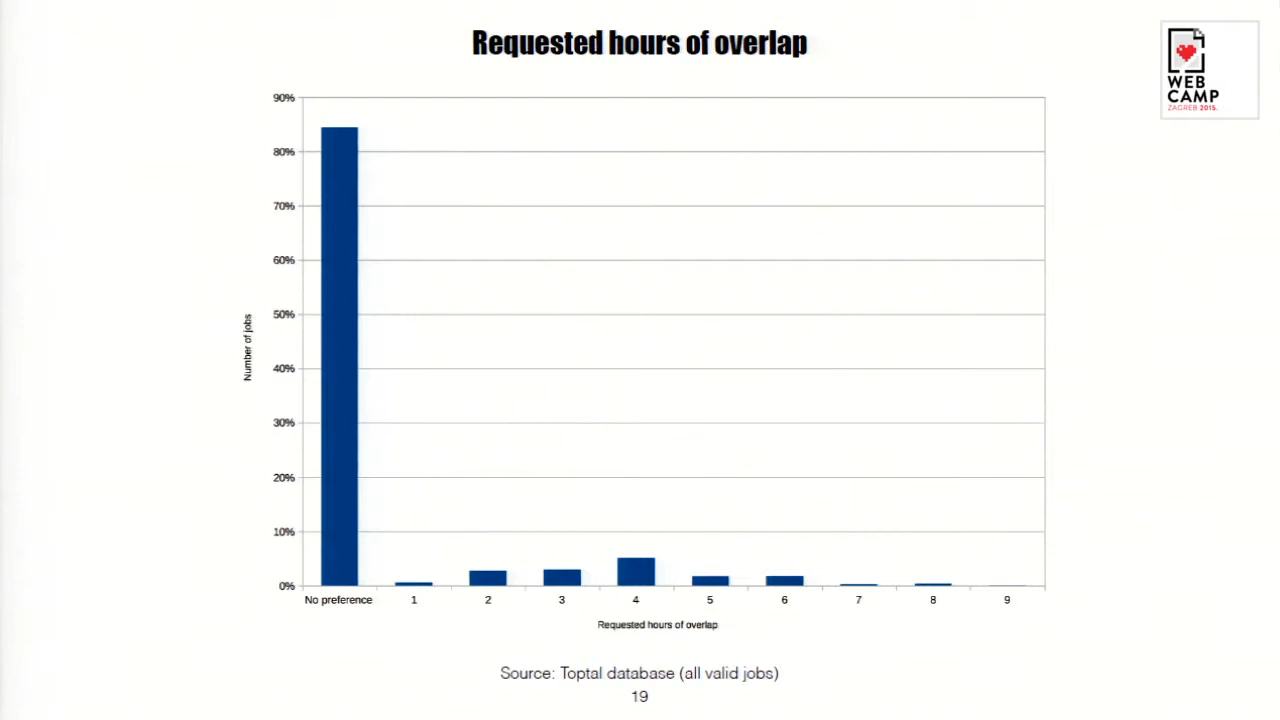 Requested hours of overlap
WEB
CAMP
ZAGREB 2015.
90%
80%
70%
60%
50%
40%
30%
20%
10%
0%
Number of jobs
No preference 1 2 3 4 5 6 7 8 9
Requested hours of overlap
Source: Toptal database (all valid jobs)
19